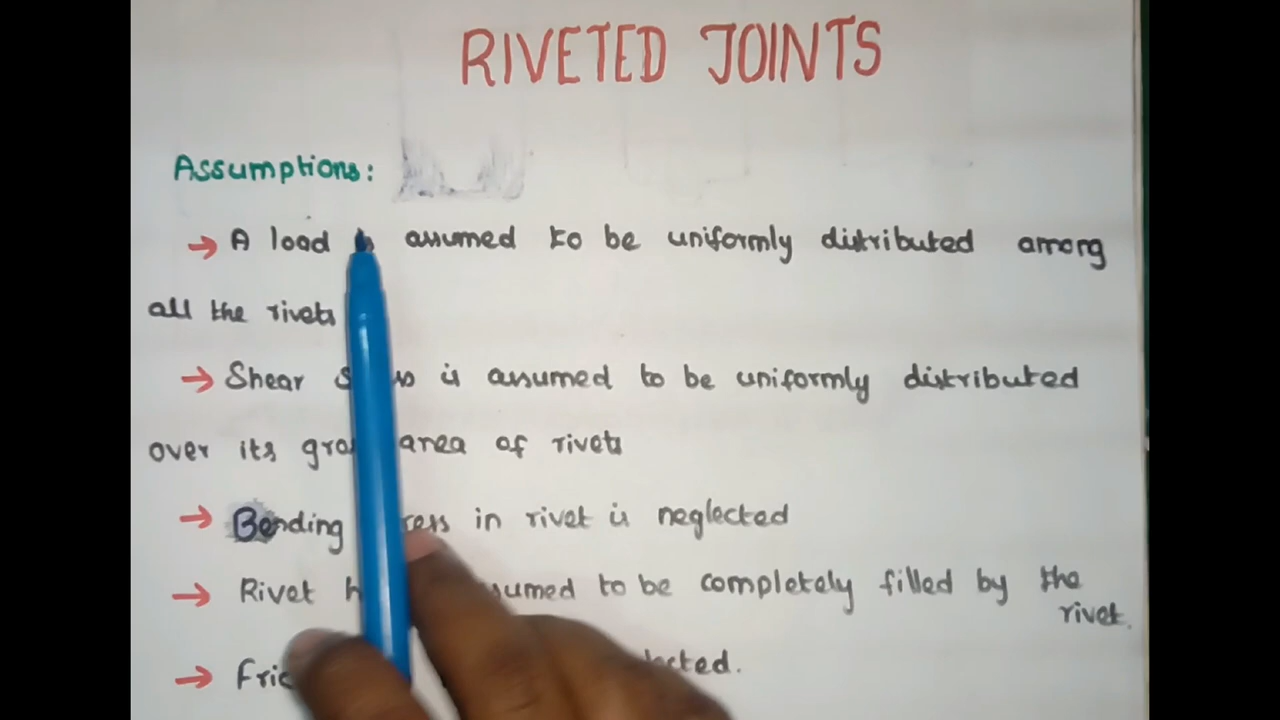 RIVETED JOINTS
Assumptions:
→ A load assumed to be uniformly distributed among
all the rivets
→ Shear is assumed to be uniformly distributed
over its area of rivets
→ Bending in rivet is neglected
→ Rivet to be completely filled by the
rivet.
→